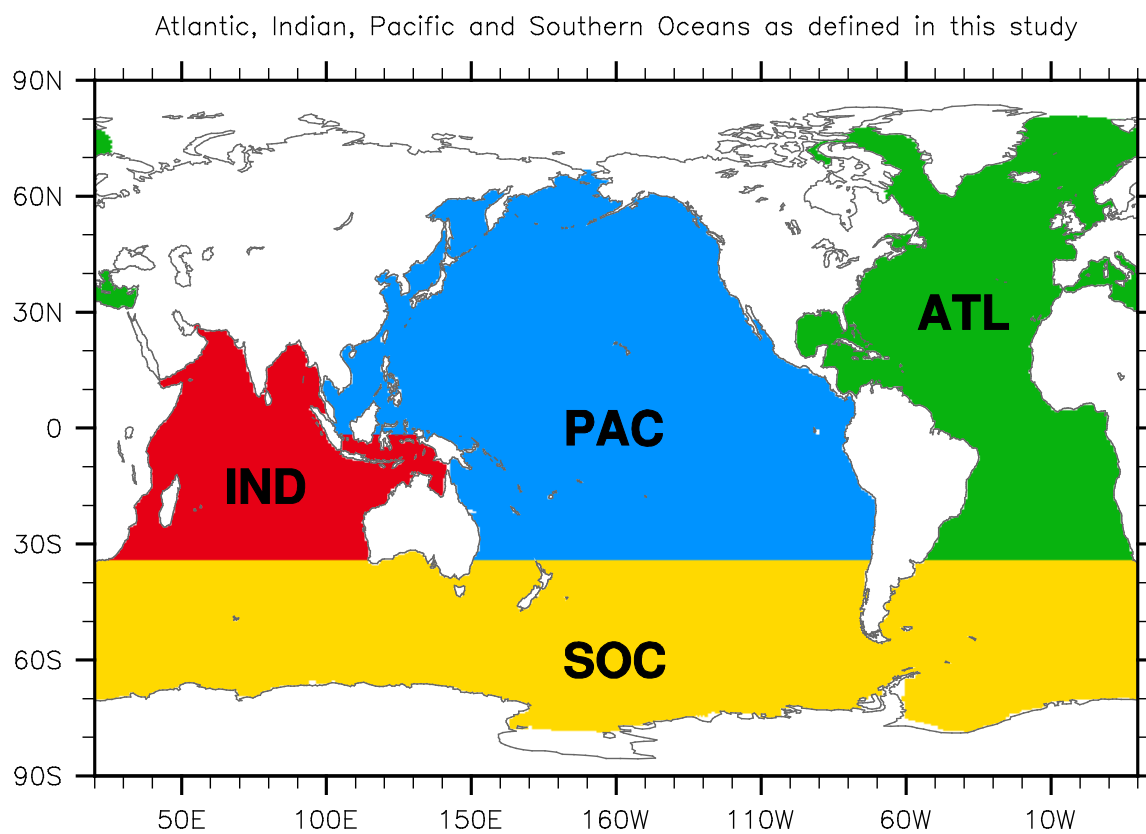 Atlantic, Indian, Pacific and Southern Oceans as defined in this study
90N
60N
30N
0
30S
60S
90S
ATL
PAC
IND
SOC
50E 100E 150E 160W 110W 60W 10W